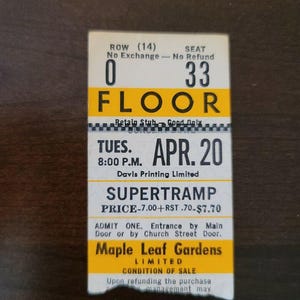 ROW (14) SEAT
No Exchange — No Refund
0 33
FLOOR
Retain Stub - Good Only
TUES. APR. 20
8:00 P.M.
Davis Printing Limited
SUPERTRAMP
PRICE-7.00+RST .70-$7.70
ADMIT ONE. Entrance by Main
Door or by Church Street Door.
Maple Leaf Gardens
LIMITED
CONDITION OF SALE
Upon refunding the purchase
management may